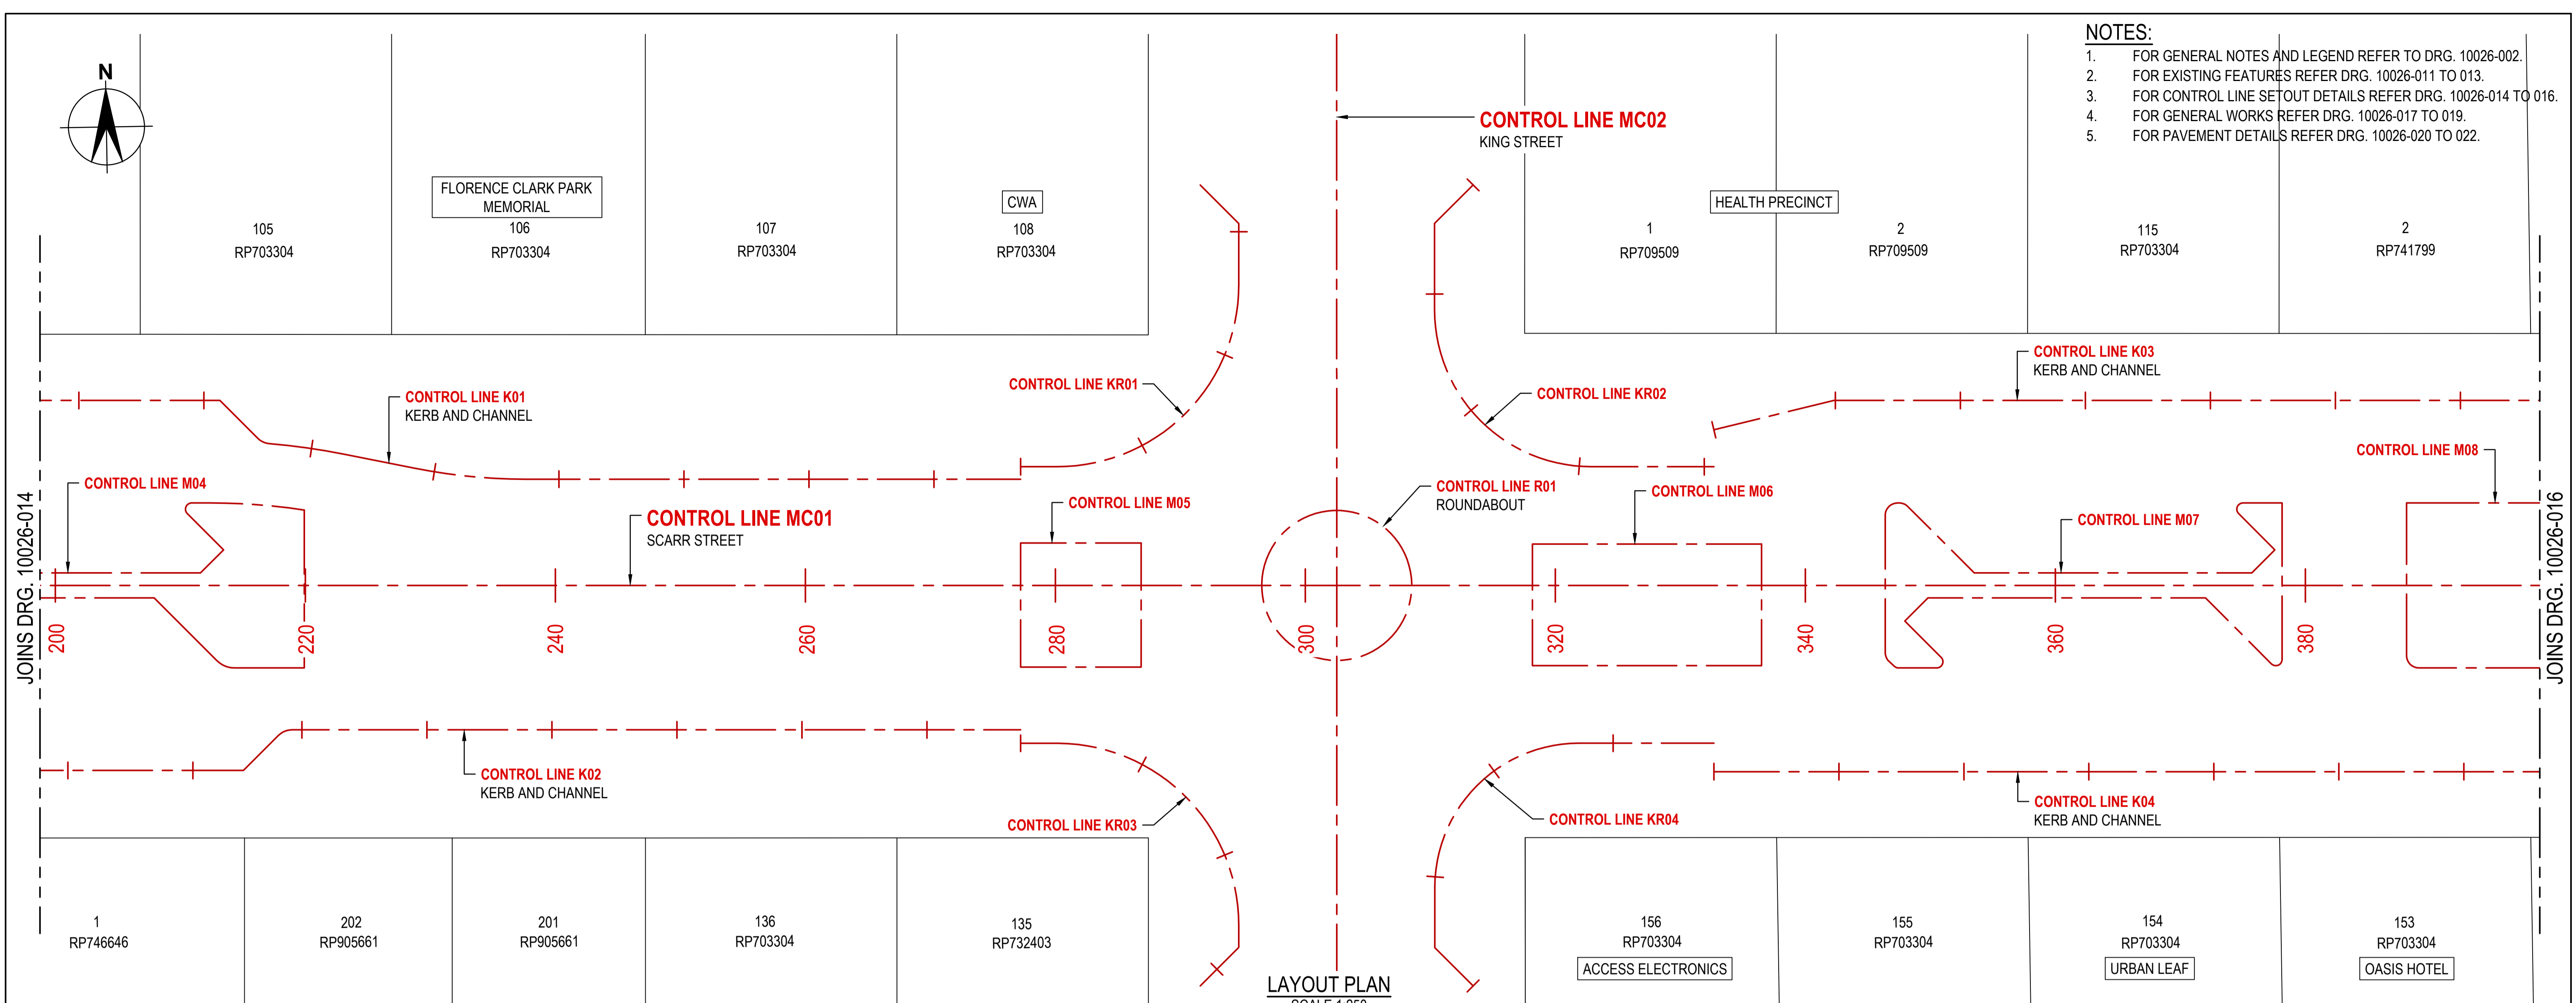 NOTES:
1. FOR GENERAL NOTES AND LEGEND REFER TO DRG. 10026-002.
2. FOR EXISTING FEATURES REFER DRG. 10026-011 TO 013.
3. FOR CONTROL LINE SETOUT DETAILS REFER DRG. 10026-014 TO 016.
4. FOR GENERAL WORKS REFER DRG. 10026-017 TO 019.
5. FOR PAVEMENT DETAILS REFER DRG. 10026-020 TO 022.
N
CONTROL LINE MC02
KING STREET
105
RP703304
FLORENCE CLARK PARK
MEMORIAL
106
RP703304
107
RP703304
CWA
108
RP703304
HEALTH PRECINCT
1
RP709509
2
RP709509
115
RP703304
2
RP741799
CONTROL LINE K01
KERB AND CHANNEL
CONTROL LINE KR01
CONTROL LINE KR02
CONTROL LINE K03
KERB AND CHANNEL
CONTROL LINE M04
CONTROL LINE MC01
SCARR STREET
CONTROL LINE M05
CONTROL LINE R01
ROUNDABOUT
CONTROL LINE M06
CONTROL LINE M07
CONTROL LINE M08
JOINS DRG. 10026-014
JOINS DRG. 10026-016
200
220
240
260
280
300
320
340
360
380
CONTROL LINE K02
KERB AND CHANNEL
CONTROL LINE KR03
CONTROL LINE KR04
CONTROL LINE K04
KERB AND CHANNEL
1
RP746646
202
RP905661
201
RP905661
136
RP703304
135
RP732403
156
RP703304
ACCESS ELECTRONICS
155
RP703304
154
RP703304
URBAN LEAF
153
RP703304
OASIS HOTEL
LAYOUT PLAN
SCALE 1:250